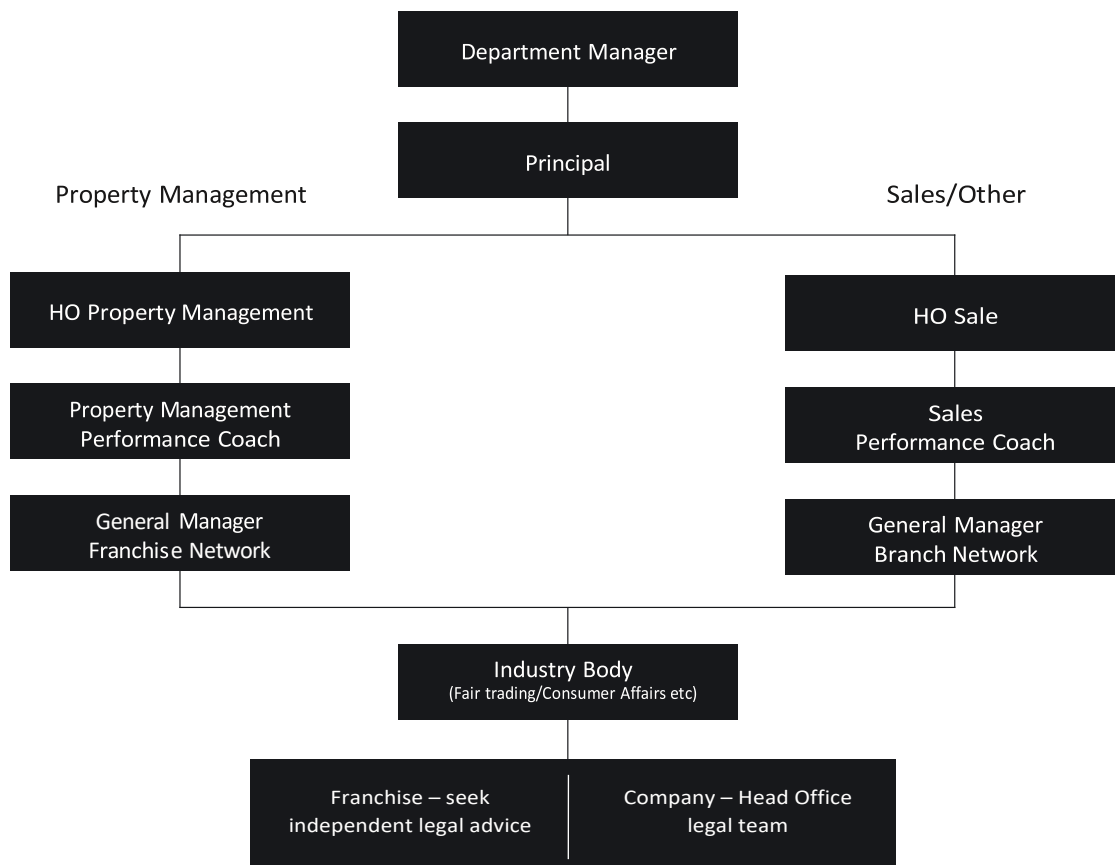 Department Manager
Principal
Property Management
Sales/Other
HO Property Management
HO Sale
Property Management
Performance Coach
Sales
Performance Coach
General Manager
Franchise Network
General Manager
Branch Network
Industry Body
(Fair trading/Consumer Affairs etc)
Franchise – seek
independent legal advice
Company – Head Office
legal team